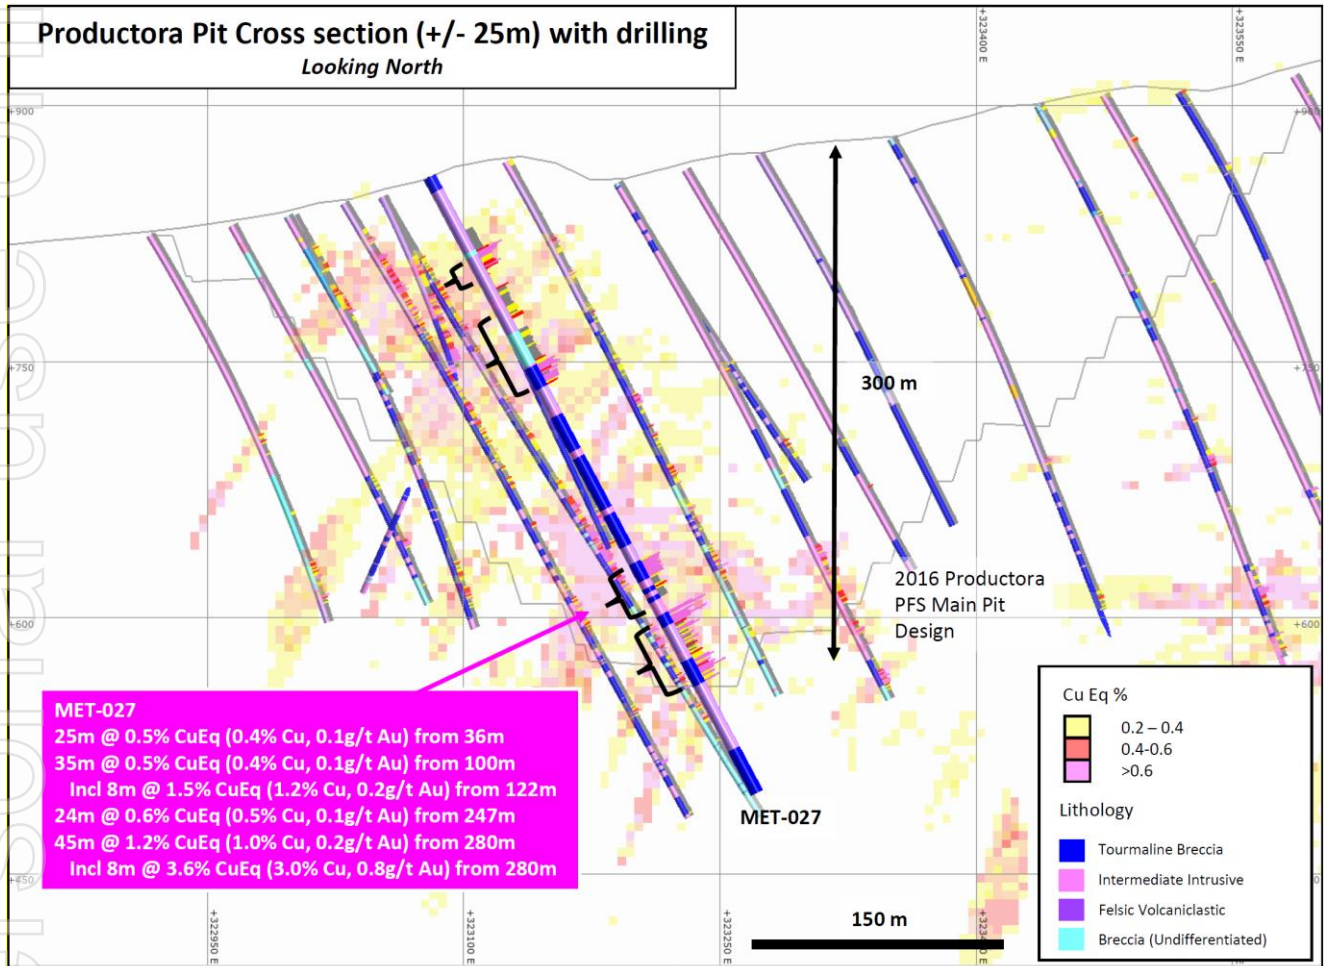 Productora Pit Cross section (+/- 25m) with drilling
Looking North
+323400 E
+323550 E
+900
+900
+750
+750
300 m
2016 Productora
PFS Main Pit
Design
+600
+600
MET-027
25m @ 0.5% CuEq (0.4% Cu, 0.1g/t Au) from 36m
35m @ 0.5% CuEq (0.4% Cu, 0.1g/t Au) from 100m
Incl 8m @ 1.5% CuEq (1.2% Cu, 0.2g/t Au) from 122m
24m @ 0.6% CuEq (0.5% Cu, 0.1g/t Au) from 247m
45m @ 1.2% CuEq (1.0% Cu, 0.2g/t Au) from 280m
Incl 8m @ 3.6% CuEq (3.0% Cu, 0.8g/t Au) from 280m
MET-027
+450
+322950 E
+323100 E
+323250 E
+323400 E
150 m
Cu Eq %
0.2 – 0.4
0.4-0.6
>0.6
Lithology
Tourmaline Breccia
Intermediate Intrusive
Felsic Volcaniclastic
Breccia (Undifferentiated)